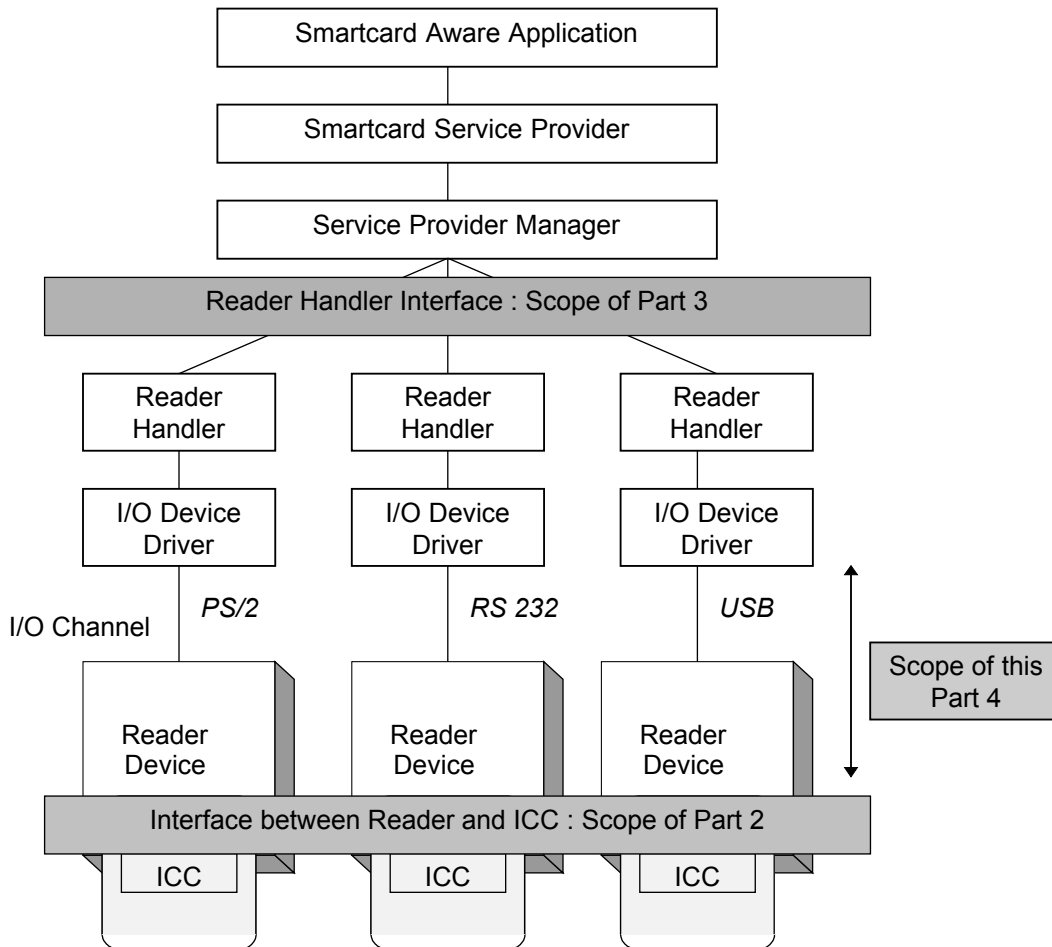 Smartcard Aware Application
Smartcard Service Provider
Service Provider Manager
Reader Handler Interface : Scope of Part 3
Reader
Handler
Reader
Handler
Reader
Handler
I/O Device
Driver
I/O Device
Driver
I/O Device
Driver
PS/2
RS 232
USB
I/O Channel
Scope of this
Part 4
Reader
Device
Reader
Device
Reader
Device
Interface between Reader and ICC : Scope of Part 2
ICC
ICC
ICC